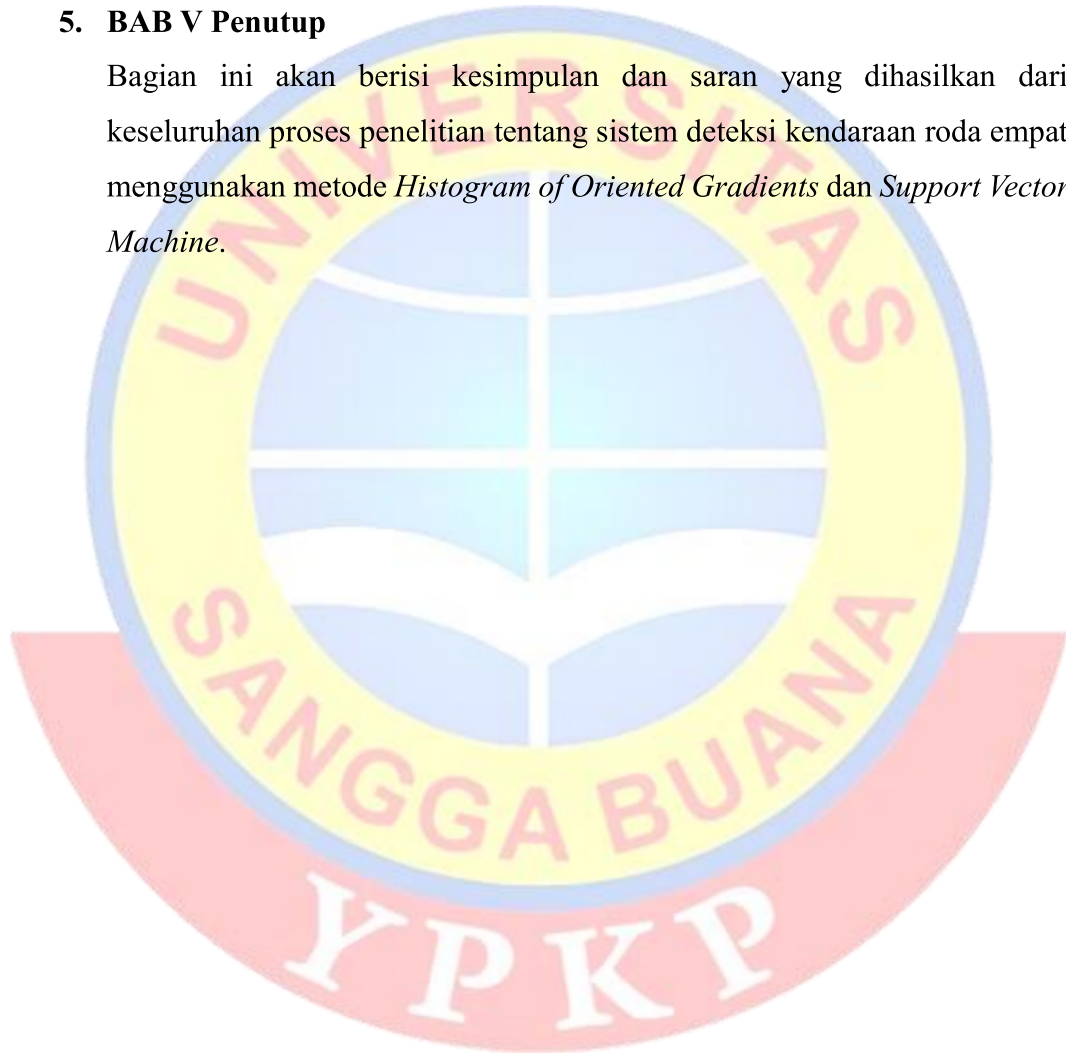 5. BAB V Penutup
Bagian ini akan berisi kesimpulan dan saran yang dihasilkan dari
keseluruhan proses penelitian tentang sistem deteksi kendaraan roda empat
menggunakan metode Histogram of Oriented Gradients dan Support Vector
Machine.
UNIVERSITAS
SANGGA BUANA
YPKP